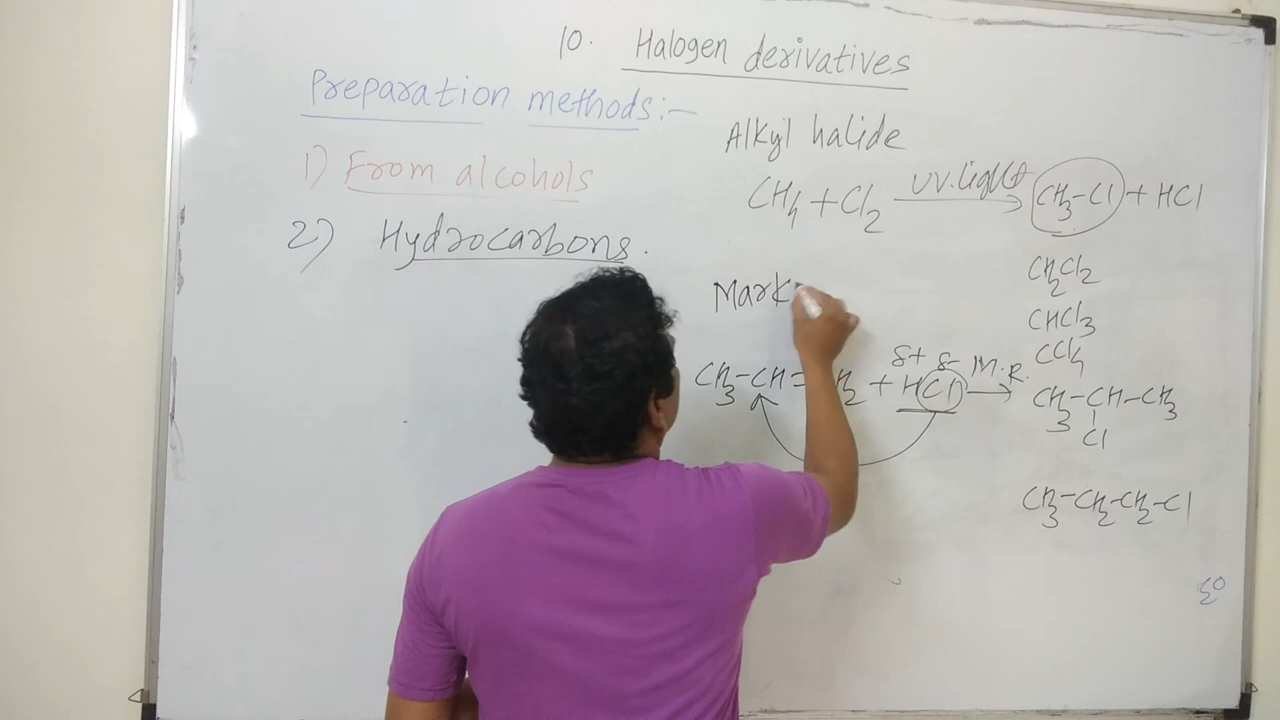 10. Halogen derivatives
Preparation methods:-
1) From alcohols
2) Hydrocarbons.
Alkyl halide
CH4 + Cl2 UV.light → CH3-Cl + HCl
CH2Cl2
CHCl3
CCl4
Mark
CH3-CH= H2 + HCl δ+ δ- M.R. → CH3-CH-CH3
Cl
CH3-CH2-CH2-Cl